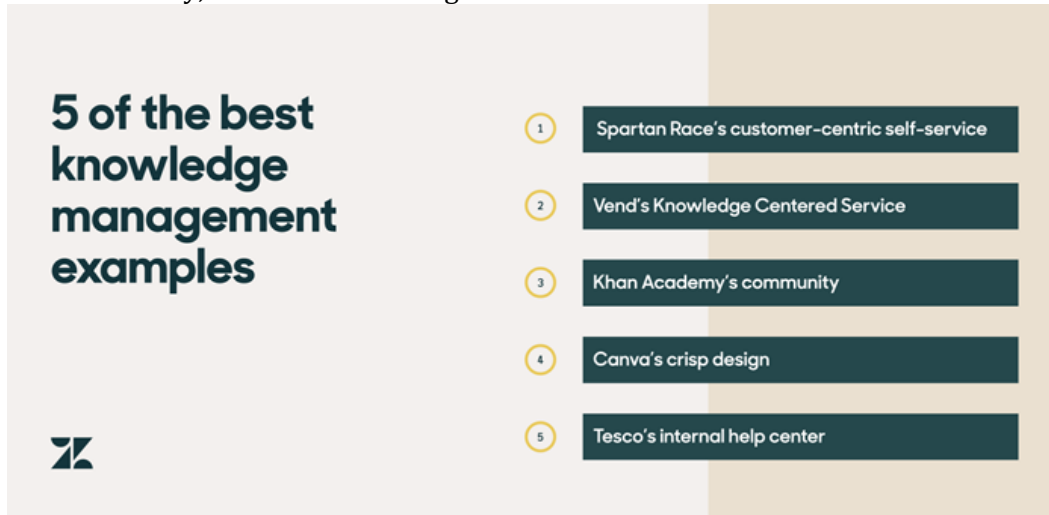 5 of the best
knowledge
management
examples
1 Spartan Race's customer-centric self-service
2 Vend's Knowledge Centered Service
3 Khan Academy's community
4 Canva's crisp design
5 Tesco's internal help center